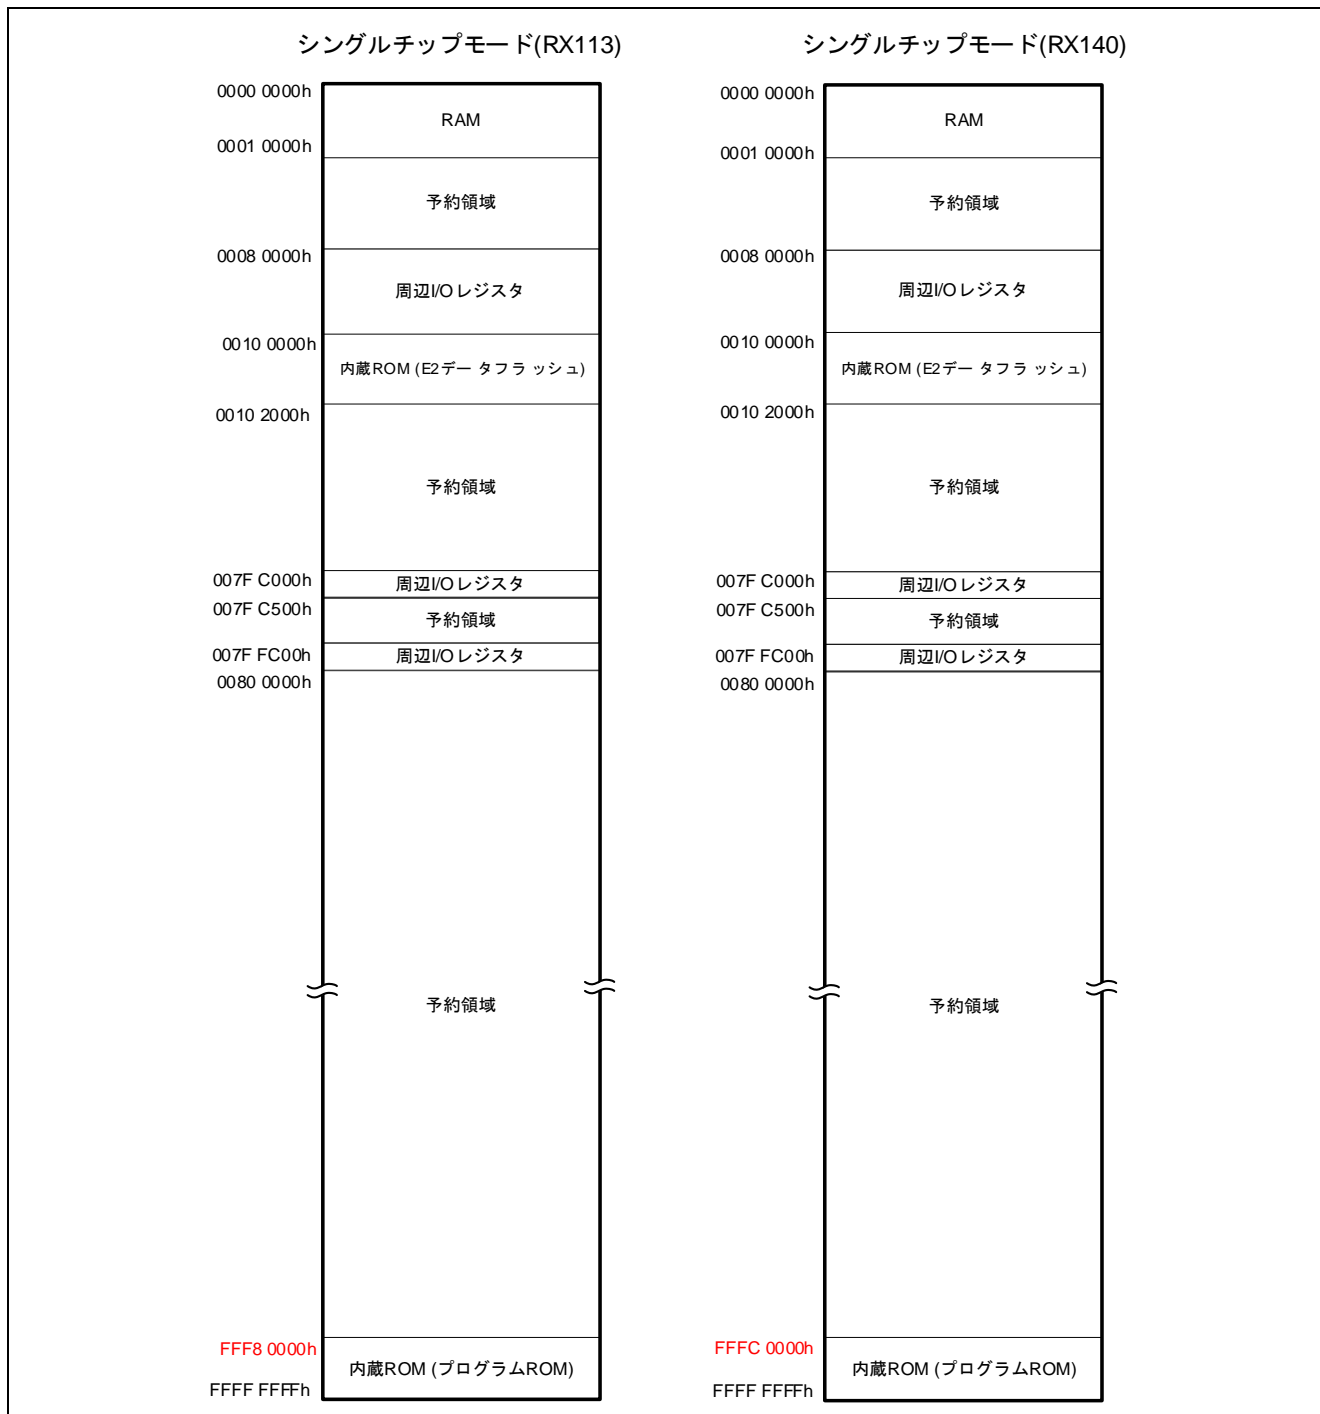 シングルチップモード(RX113)
0000 0000h
RAM
0001 0000h
予約領域
0008 0000h
周辺I/Oレジスタ
0010 0000h
内蔵ROM (E2データフラッシュ)
0010 2000h
予約領域
007F C000h
周辺I/Oレジスタ
007F C500h
予約領域
007F FC00h
周辺I/Oレジスタ
0080 0000h
予約領域
FFF8 0000h
内蔵ROM (プログラムROM)
FFFF FFFFh
シングルチップモード(RX140)
0000 0000h
RAM
0001 0000h
予約領域
0008 0000h
周辺I/Oレジスタ
0010 0000h
内蔵ROM (E2データフラッシュ)
0010 2000h
予約領域
007F C000h
周辺I/Oレジスタ
007F C500h
予約領域
007F FC00h
周辺I/Oレジスタ
0080 0000h
予約領域
FFFC 0000h
内蔵ROM (プログラムROM)
FFFF FFFFh